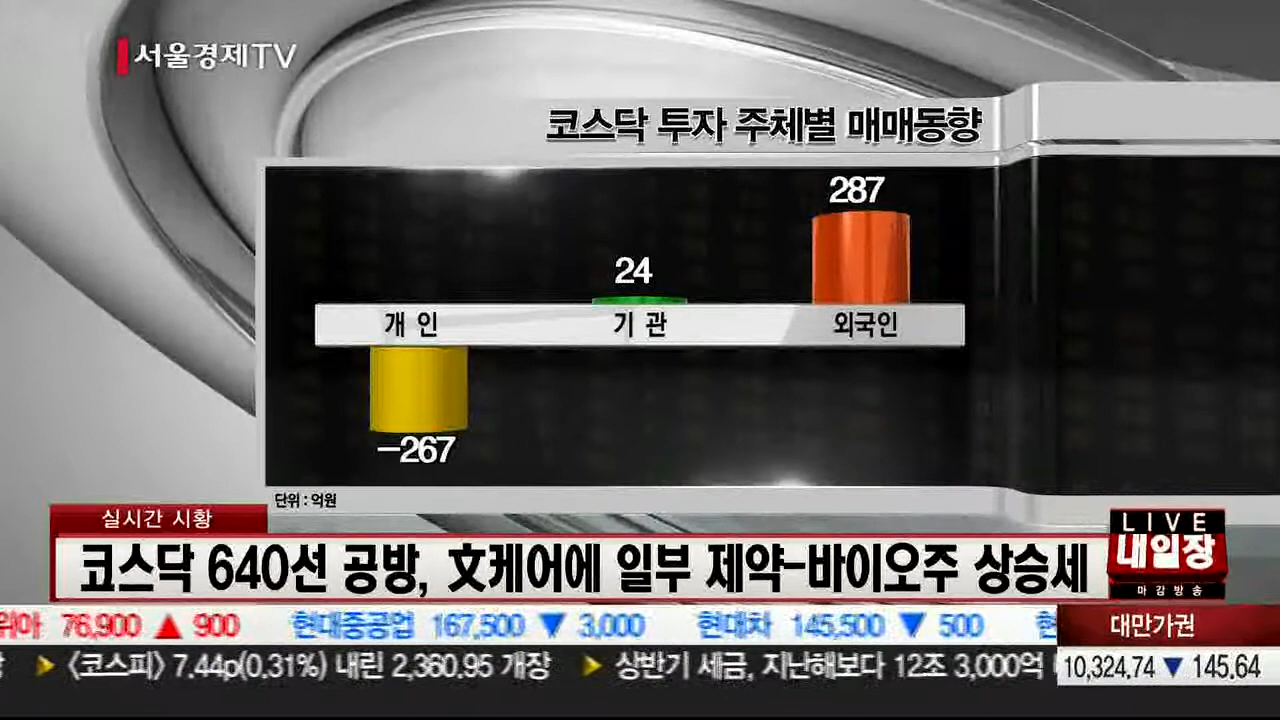 서울경제TV
코스닥 투자 주체별 매매동향
287
24
개 인 기 관 외국인
-267
단위 : 억원
실시간 시황
코스닥 640선 공방, 文케어에 일부 제약-바이오주 상승세
LIVE
내일장
마감방송
위아 76,900 ▲ 900 현대중공업 167,500 ▼ 3,000 현대차 145,500 ▼ 500
대만가권
▶ 〈코스피〉 7.44p(0.31%) 내린 2,360.95 개장 ▶ 상반기 세금, 지난해보다 12조 3,000억
10,324.74 ▼ 145.64